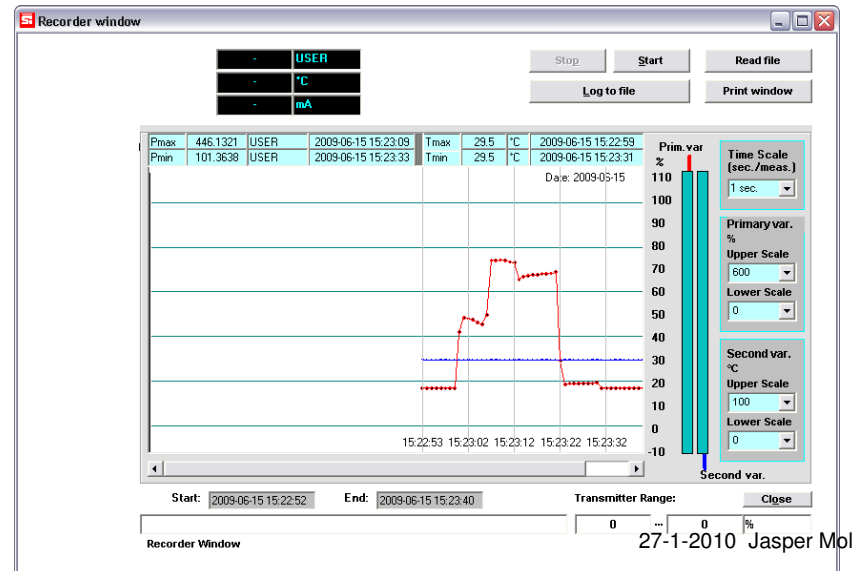 Recorder window
- USER
- °C
- mA
Stop Start Read file
Log to file Print window
Pmax 446.1321 USER 2009-06-15 15:23:09 Tmax 29.5 °C 2009-06-15 15:22:59
Pmin 101.3638 USER 2009-06-15 15:23:33 Tmin 29.5 °C 2009-06-15 15:23:31
Date: 2009-06-15
Prim.var
%
110
100
90
80
70
60
50
40
30
20
10
0
-10
Second var.
15:22:53 15:23:02 15:23:12 15:23:22 15:23:32
Time Scale
(sec./meas.)
1 sec.
Primary var.
%
Upper Scale
600
Lower Scale
0
Second var.
°C
Upper Scale
100
Lower Scale
0
Start: 2009-06-15 15:22:52 End: 2009-06-15 15:23:40 Transmitter Range: Close
0 ... 0 %
Recorder Window
27-1-2010 Jasper Mol